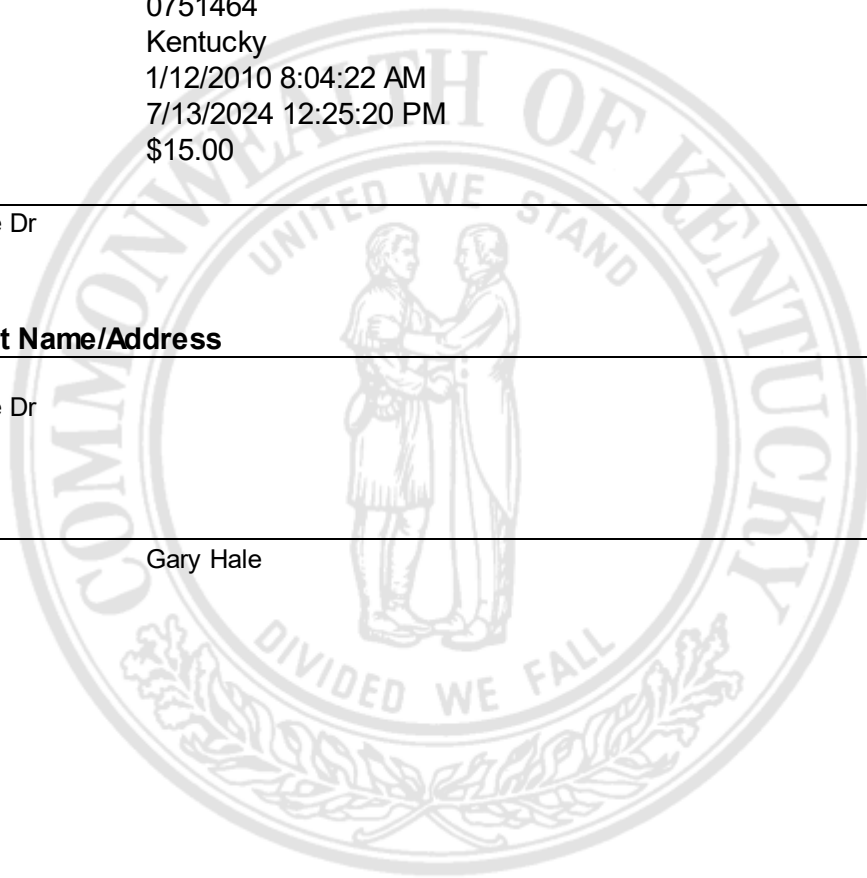 0751464
Kentucky
1/12/2010 8:04:22 AM
7/13/2024 12:25:20 PM
$15.00
Dr
Name/Address
Dr
Gary Hale
COMMONWEALTH OF KENTUCKY
UNITED WE STAND
DIVIDED WE FALL